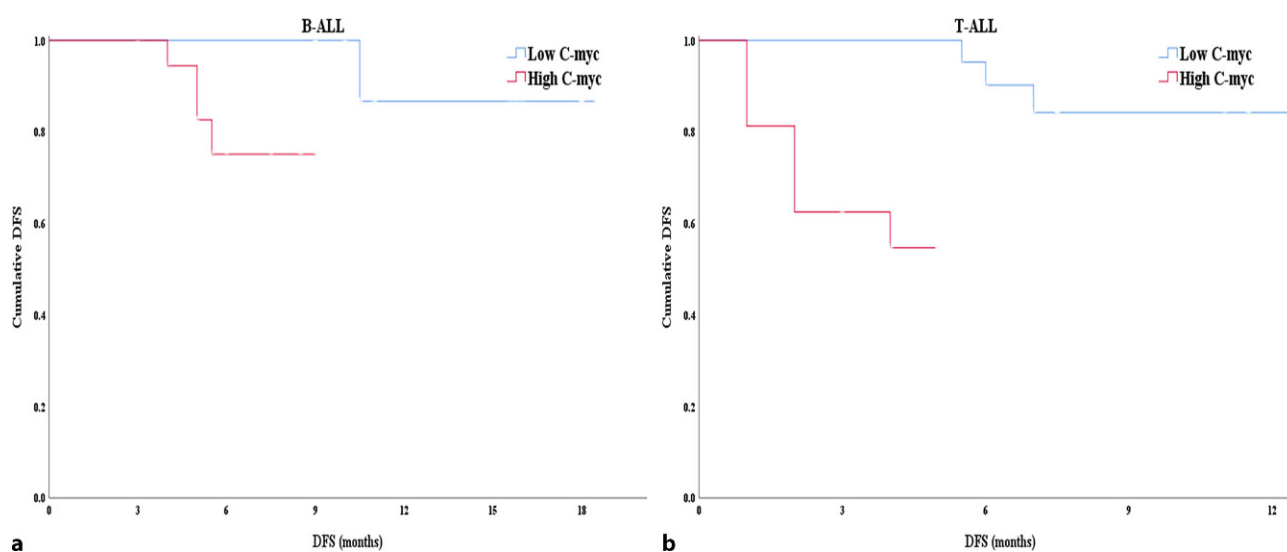 B-ALL
Low C-myc
High C-myc
1.0
0.8
0.6
0.4
0.2
0.0
Cumulative DFS
0 3 6 9 12 15 18
DFS (months)
a
T-ALL
Low C-myc
High C-myc
1.0
0.8
0.6
0.4
0.2
0.0
Cumulative DFS
0 3 6 9 12
DFS (months)
b